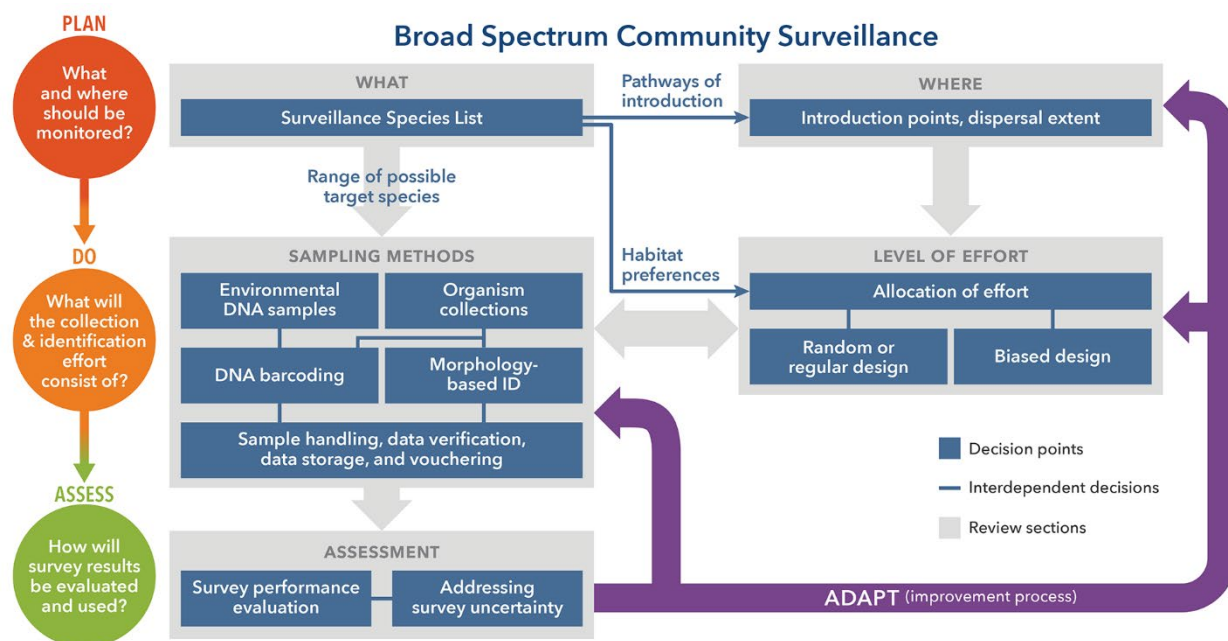 Broad Spectrum Community Surveillance
PLAN
What
and where
should be
monitored?
DO
What will
the collection
& identification
effort
consist of?
ASSESS
How will
survey results
be evaluated
and used?
WHAT
Surveillance Species List
Pathways of
introduction
WHERE
Introduction points, dispersal extent
Range of possible
target species
Habitat
preferences
SAMPLING METHODS
Environmental
DNA samples
Organism
collections
DNA barcoding
Morphology-
based ID
Sample handling, data verification,
data storage, and vouchering
LEVEL OF EFFORT
Allocation of effort
Random or
regular design
Biased design
Decision points
Interdependent decisions
Review sections
ASSESSMENT
Survey performance
evaluation
Addressing
survey uncertainty
ADAPT (improvement process)